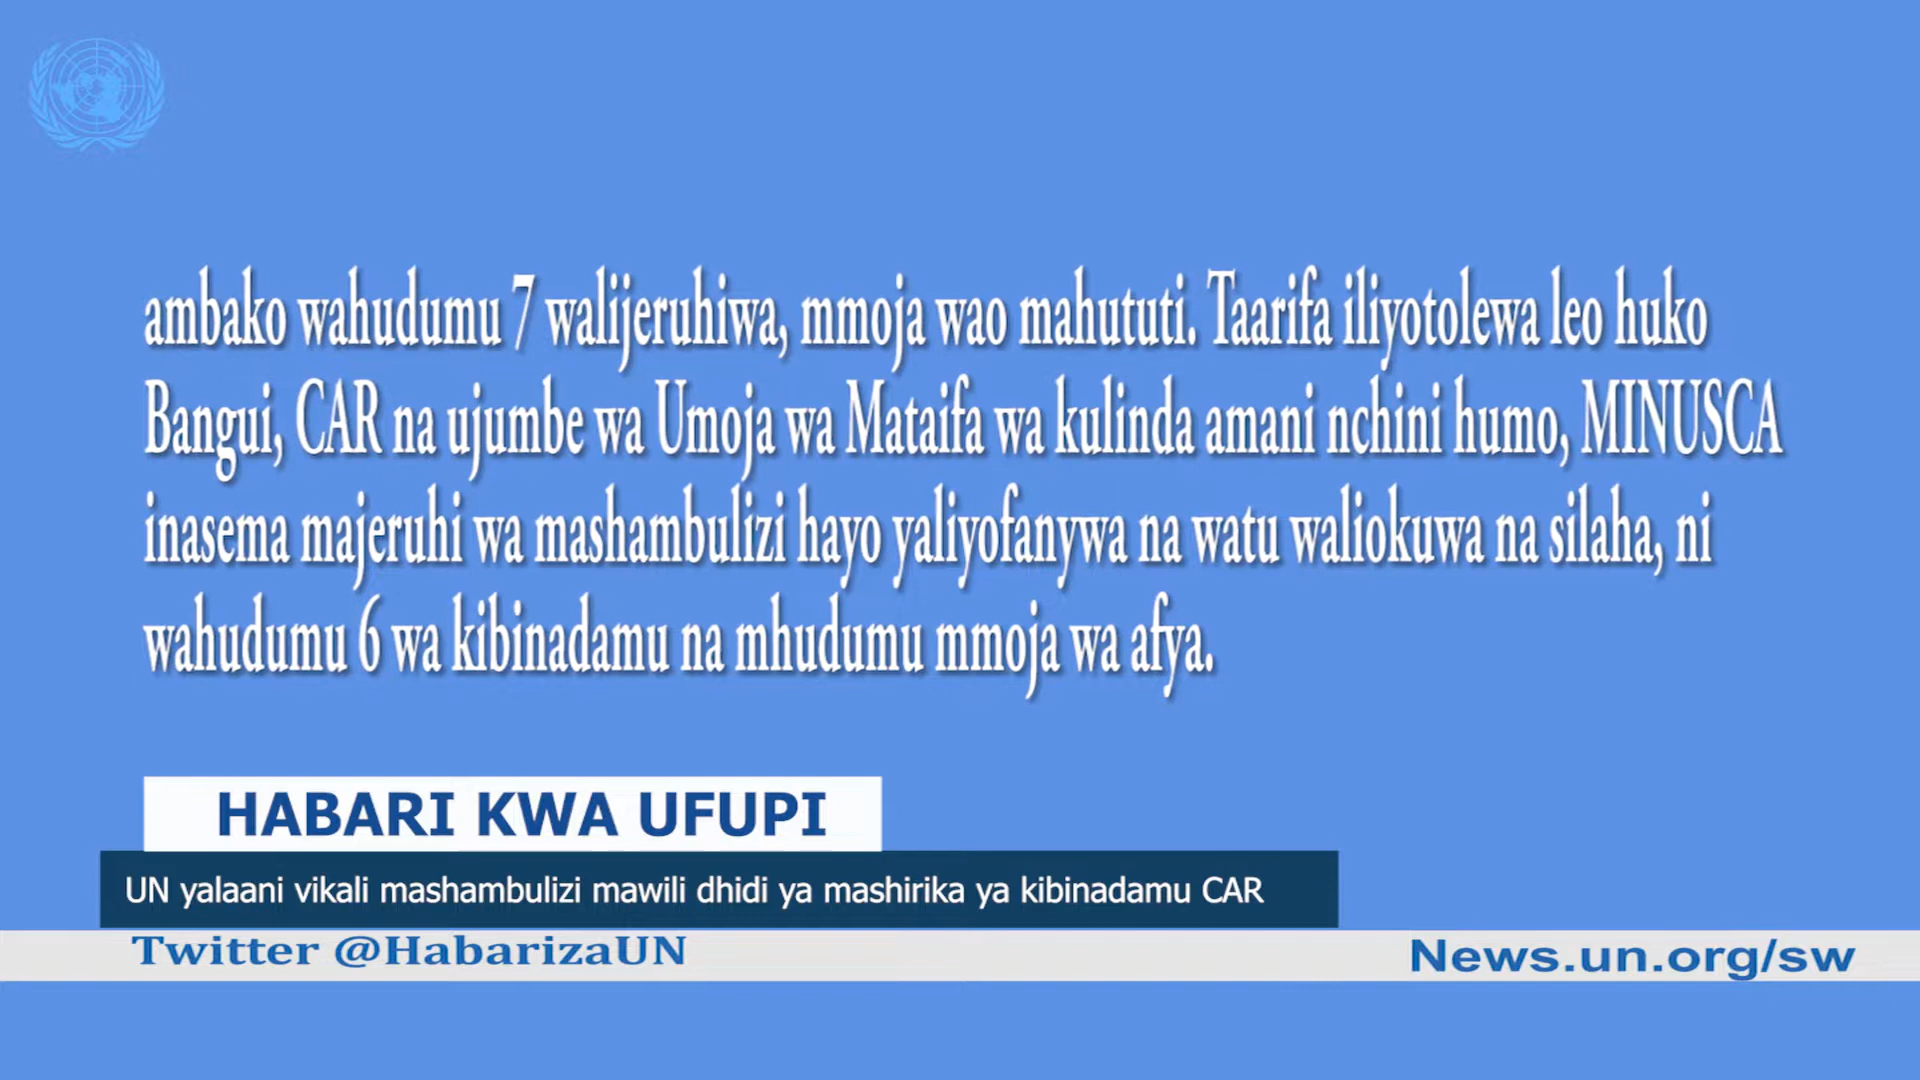 ambako wahudumu 7 walijeruhiwa, mmoja wao mahututi. Taarifa iliyotolewa leo huko
Bangui, CAR na ujumbe wa Umoja wa Mataifa wa kulinda amani nchini humo, MINUSCA
inasema majeruhi wa mashambulizi hayo yaliyofanywa na watu waliokuwa na silaha, ni
wahudumu 6 wa kibinadamu na mhudumu mmoja wa afya.
HABARI KWA UFUPI
UN yalaani vikali mashambulizi mawili dhidi ya mashirika ya kibinadamu CAR
Twitter @HabarizaUN
News.un.org/sw